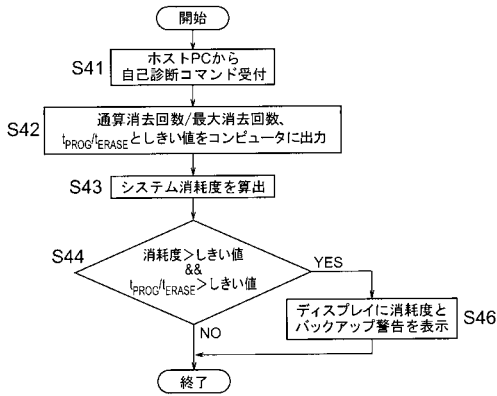 開始
S41
ホストPCから
自己診断コマンド受付
S42
通算消去回数/最大消去回数、
tPROG/tERASEとしきい値をコンピュータに出力
S43
システム消耗度を算出
S44
消耗度>しきい値
&&
tPROG/tERASE>しきい値
YES
ディスプレイに消耗度と
バックアップ警告を表示
S46
NO
終了